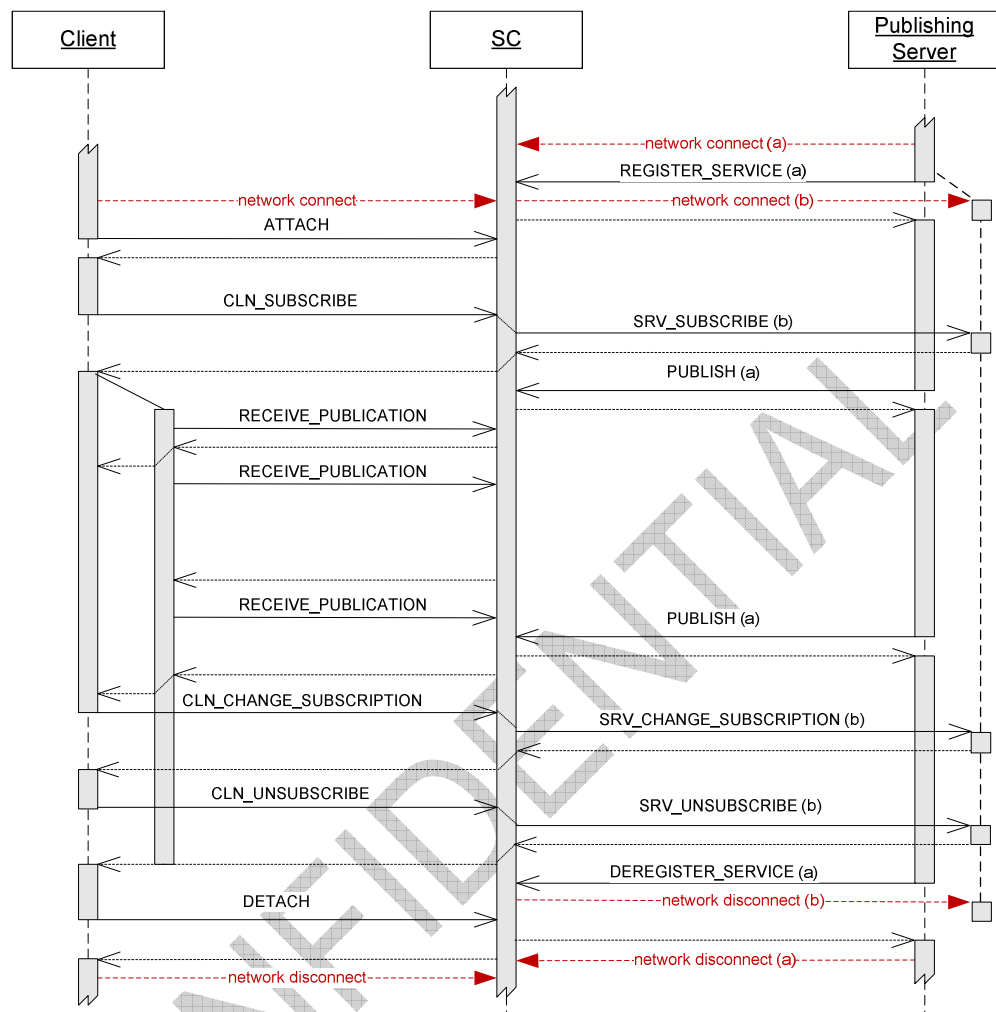 Client
SC
Publishing
Server
network connect (a)
REGISTER_SERVICE (a)
network connect
network connect (b)
ATTACH
CLN_SUBSCRIBE
SRV_SUBSCRIBE (b)
PUBLISH (a)
RECEIVE_PUBLICATION
RECEIVE_PUBLICATION
RECEIVE_PUBLICATION
PUBLISH (a)
CLN_CHANGE_SUBSCRIPTION
SRV_CHANGE_SUBSCRIPTION (b)
CLN_UNSUBSCRIBE
SRV_UNSUBSCRIBE (b)
DEREGISTER_SERVICE (a)
DETACH
network disconnect (b)
network disconnect (a)
network disconnect
NFIDENTIAL